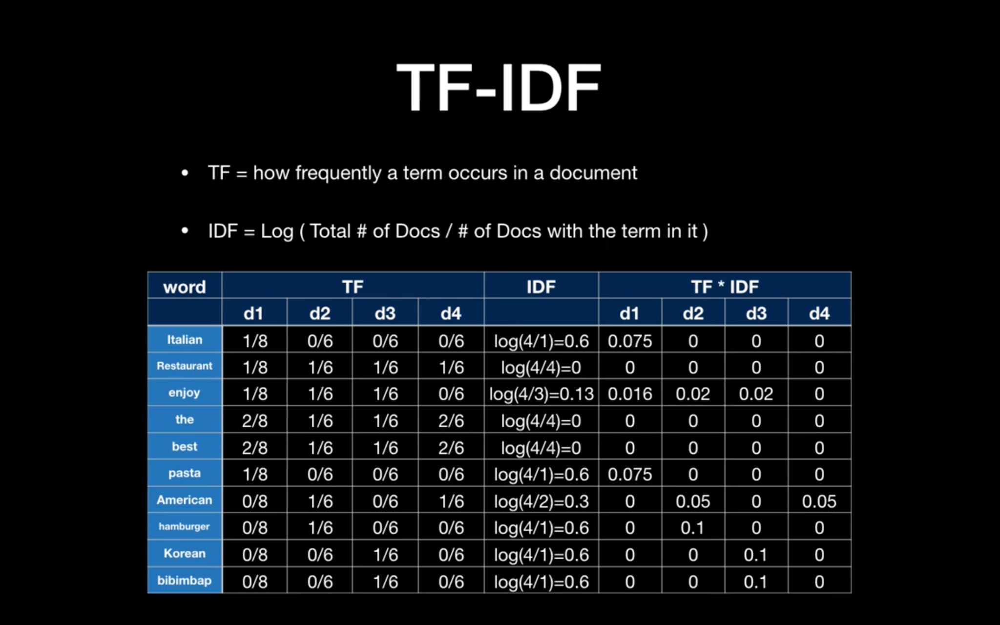 TF-IDF
• TF = how frequently a term occurs in a document
• IDF = Log ( Total # of Docs / # of Docs with the term in it )
word TF IDF TF * IDF
d1 d2 d3 d4 d1 d2 d3 d4
Italian 1/8 0/6 0/6 0/6 log(4/1)=0.6 0.075 0 0 0
Restaurant 1/8 1/6 1/6 1/6 log(4/4)=0 0 0 0 0
enjoy 1/8 1/6 1/6 0/6 log(4/3)=0.13 0.016 0.02 0.02 0
the 2/8 1/6 1/6 2/6 log(4/4)=0 0 0 0 0
best 2/8 1/6 1/6 2/6 log(4/4)=0 0 0 0 0
pasta 1/8 0/6 0/6 0/6 log(4/1)=0.6 0.075 0 0 0
American 0/8 1/6 0/6 1/6 log(4/2)=0.3 0 0.05 0 0.05
hamburger 0/8 1/6 0/6 0/6 log(4/1)=0.6 0 0.1 0 0
Korean 0/8 0/6 1/6 0/6 log(4/1)=0.6 0 0 0.1 0
bibimbap 0/8 0/6 1/6 0/6 log(4/1)=0.6 0 0 0.1 0